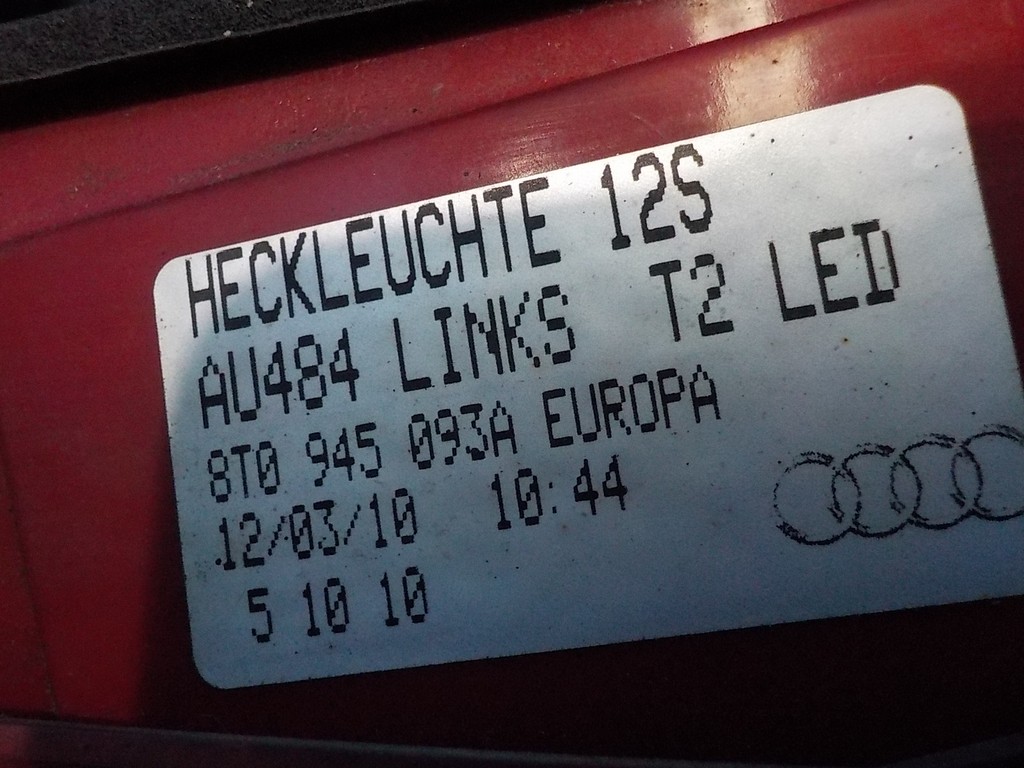 HECKLEUCHTE 12S
AU484 LINKS T2 LED
8T0 945 093A EUROPA
12/03/10 10:44
5 10 10